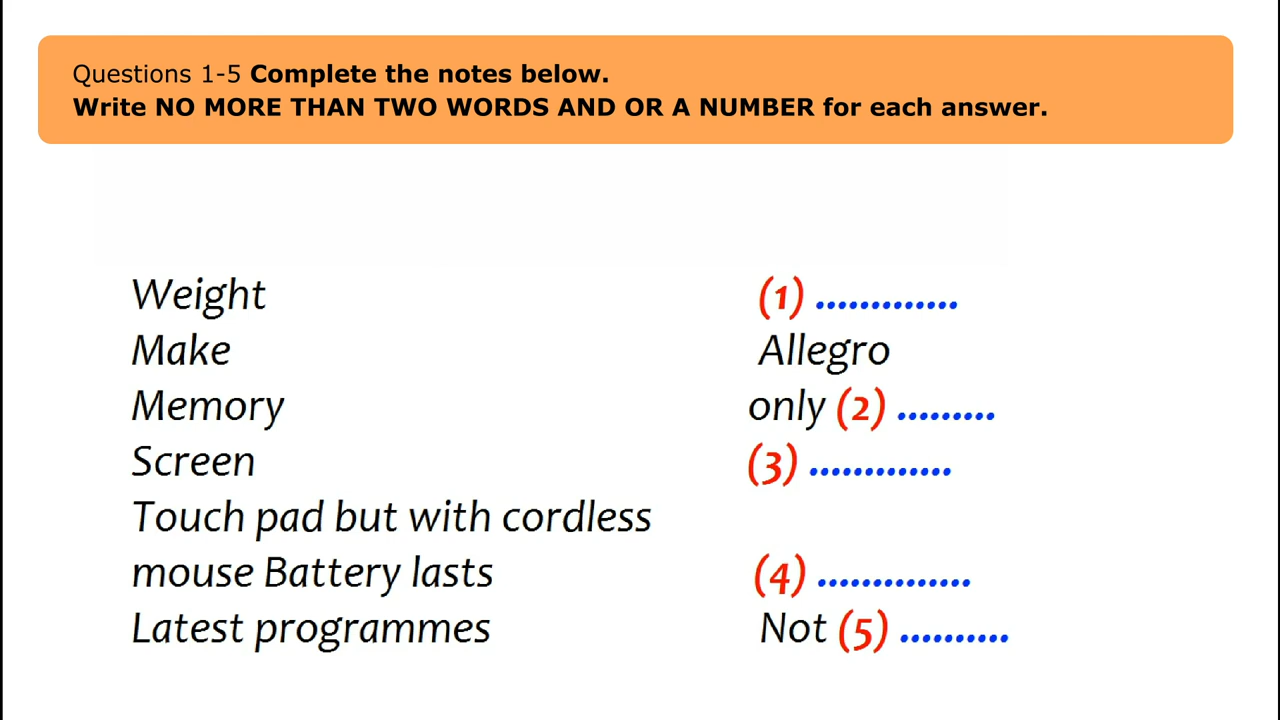 Questions 1-5 Complete the notes below.
Write NO MORE THAN TWO WORDS AND OR A NUMBER for each answer.
Weight (1) .............
Make Allegro
Memory only (2) .........
Screen (3) .............
Touch pad but with cordless
mouse Battery lasts (4) ..............
Latest programmes Not (5) ..........